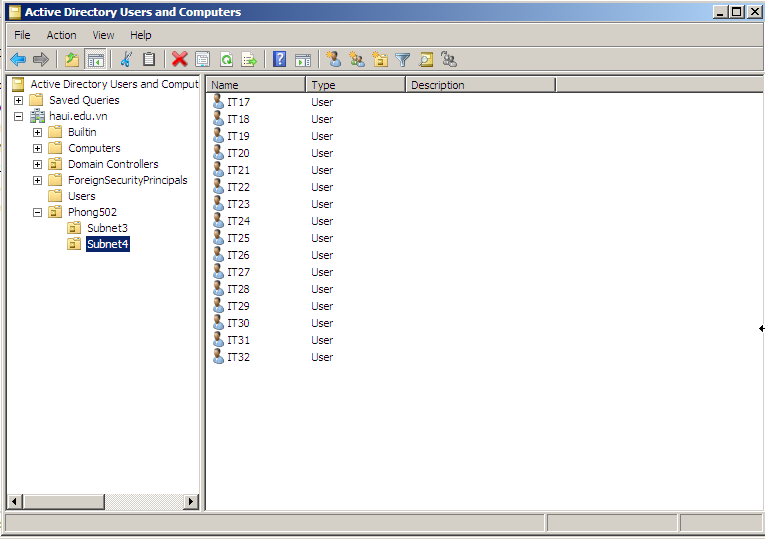 Active Directory Users and Computers
File Action View Help
Active Directory Users and Comput
Saved Queries
haui.edu.vn
Builtin
Computers
Domain Controllers
ForeignSecurityPrincipals
Users
Phong502
Subnet3
Subnet4
Name Type Description
IT17 User
IT18 User
IT19 User
IT20 User
IT21 User
IT22 User
IT23 User
IT24 User
IT25 User
IT26 User
IT27 User
IT28 User
IT29 User
IT30 User
IT31 User
IT32 User